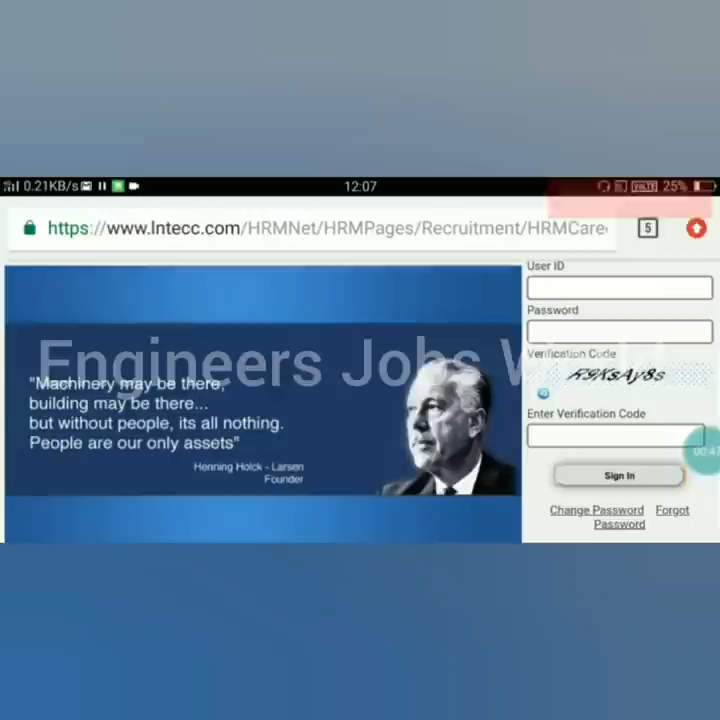 0.21KB/s 12:07 VOLTE 25%
https://www.lntecc.com/HRMNet/HRMPages/Recruitment/HRMCare
5
Engineers Jobs
"Machinery may be there,
building may be there...
but without people, its all nothing.
People are our only assets"
Henning Holck - Larsen
Founder
User ID
Password
Verification Code
K9KsAy8s
Enter Verification Code
Sign In
Change Password Forgot
Password